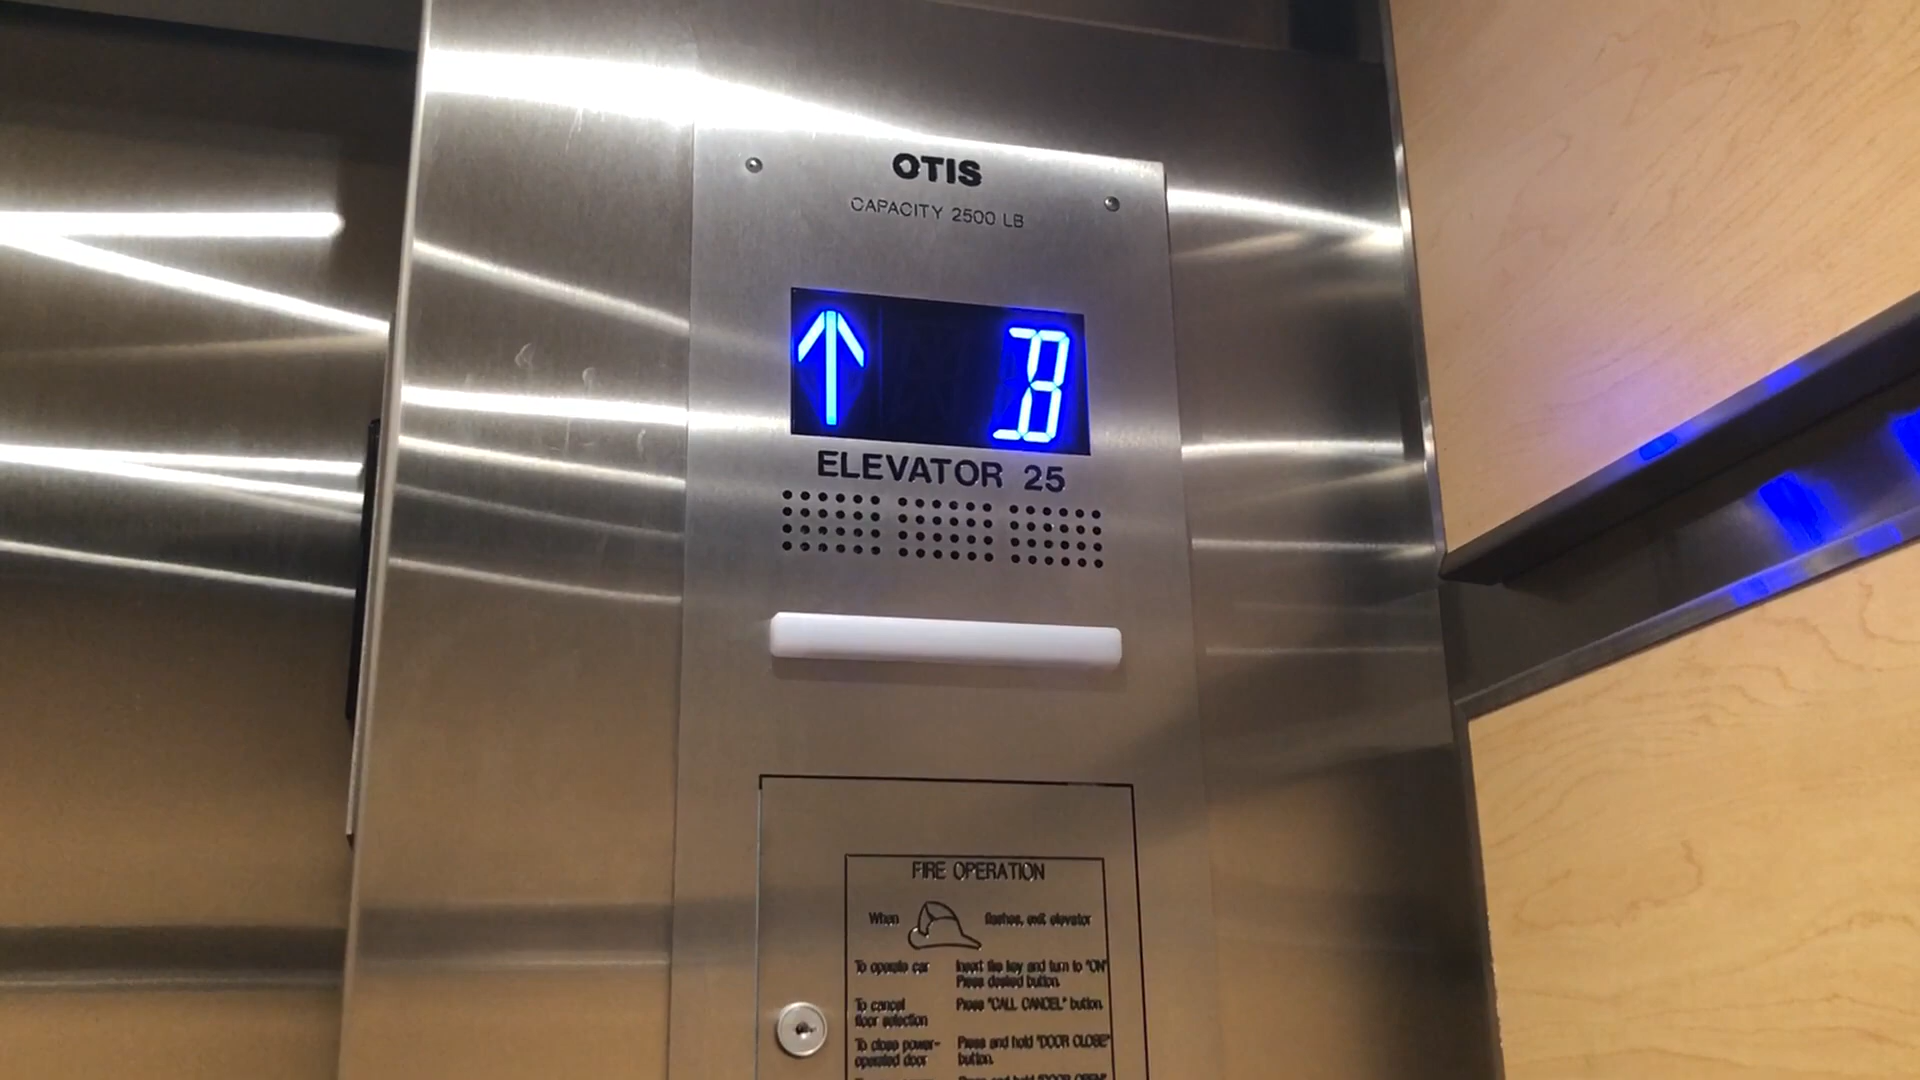 OTIS
CAPACITY 2500 LB
B
ELEVATOR 25
FIRE OPERATION
When flashes, exit elevator
To operate car Insert fire key and turn to "ON"
Press desired button.
To cancel Press "CALL CANCEL" button.
floor selection
To close power- Press and hold "DOOR CLOSE"
operated door button.